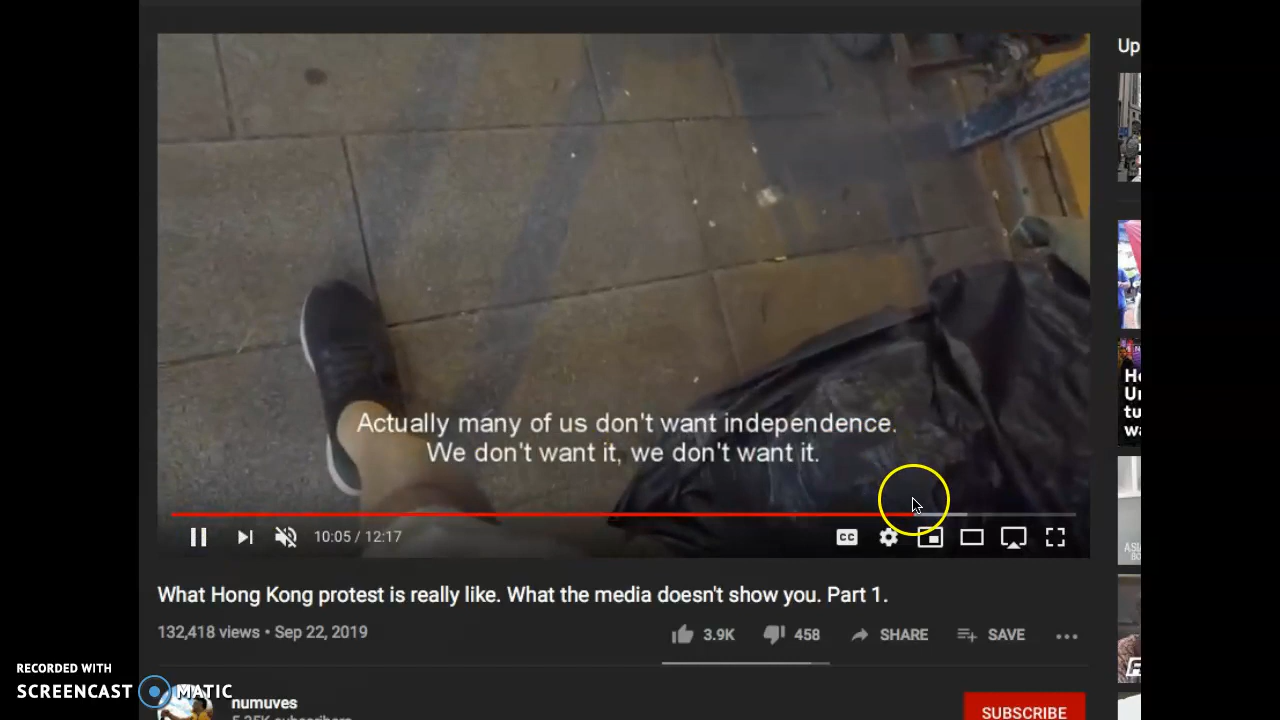 Up
Actually many of us don't want independence.
We don't want it, we don't want it.
CC
10:05 / 12:17
What Hong Kong protest is really like. What the media doesn't show you. Part 1.
132,418 views • Sep 22, 2019
3.9K
458
SHARE
SAVE
numuves
SUBSCRIBE
RECORDED WITH
SCREENCAST MATIC